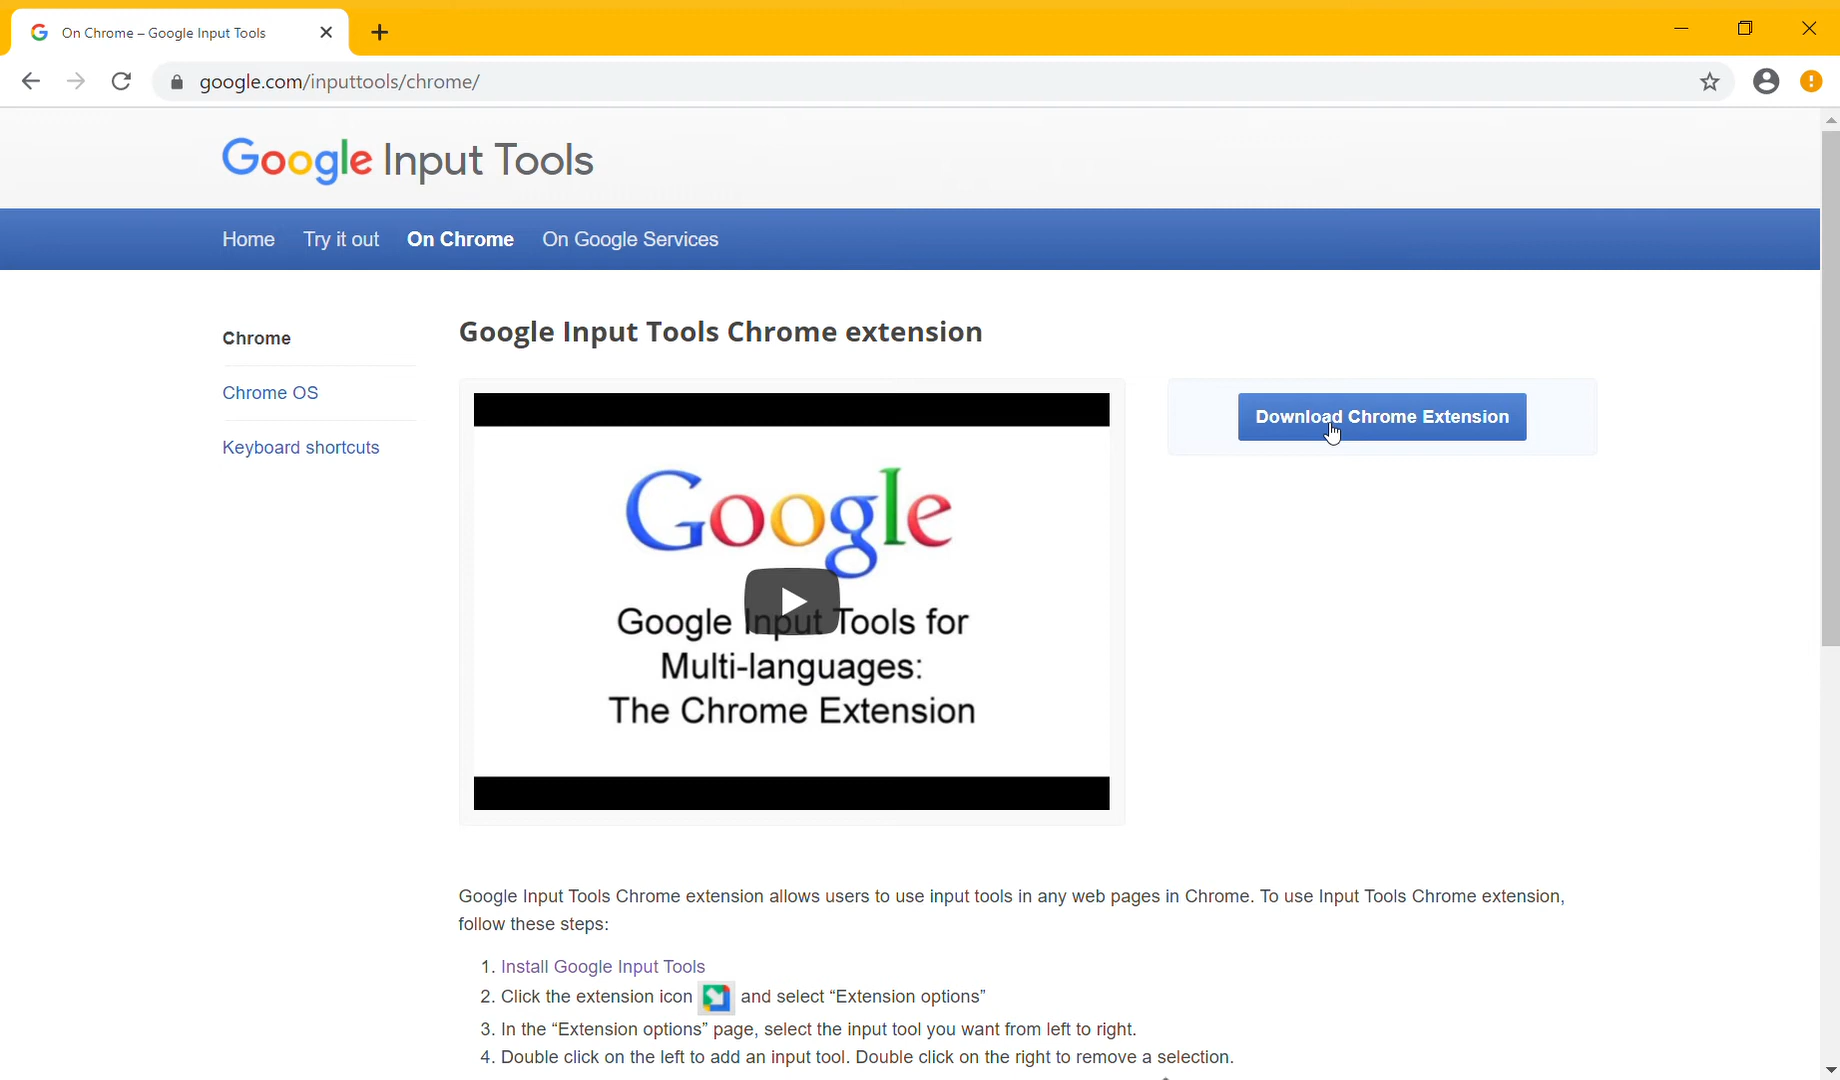 On Chrome – Google Input Tools
google.com/inputtools/chrome/
Google Input Tools
Home Try it out On Chrome On Google Services
Chrome
Chrome OS
Keyboard shortcuts
Google Input Tools Chrome extension
Download Chrome Extension
Google
Google Input Tools for
Multi-languages:
The Chrome Extension
Google Input Tools Chrome extension allows users to use input tools in any web pages in Chrome. To use Input Tools Chrome extension,
follow these steps:
1. Install Google Input Tools
2. Click the extension icon and select “Extension options”
3. In the “Extension options” page, select the input tool you want from left to right.
4. Double click on the left to add an input tool. Double click on the right to remove a selection.